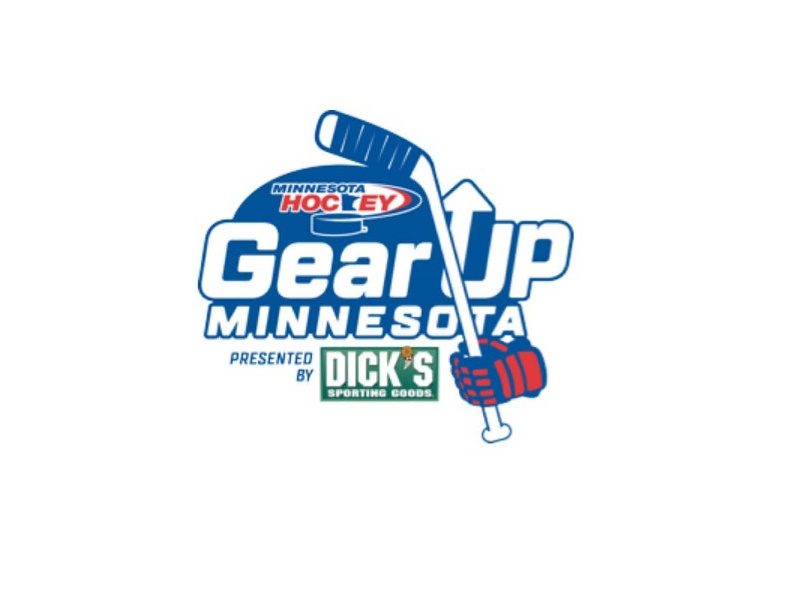 MINNESOTA
HOCKEY
Gear Up
MINNESOTA
PRESENTED
BY
DICK'S
SPORTING GOODS